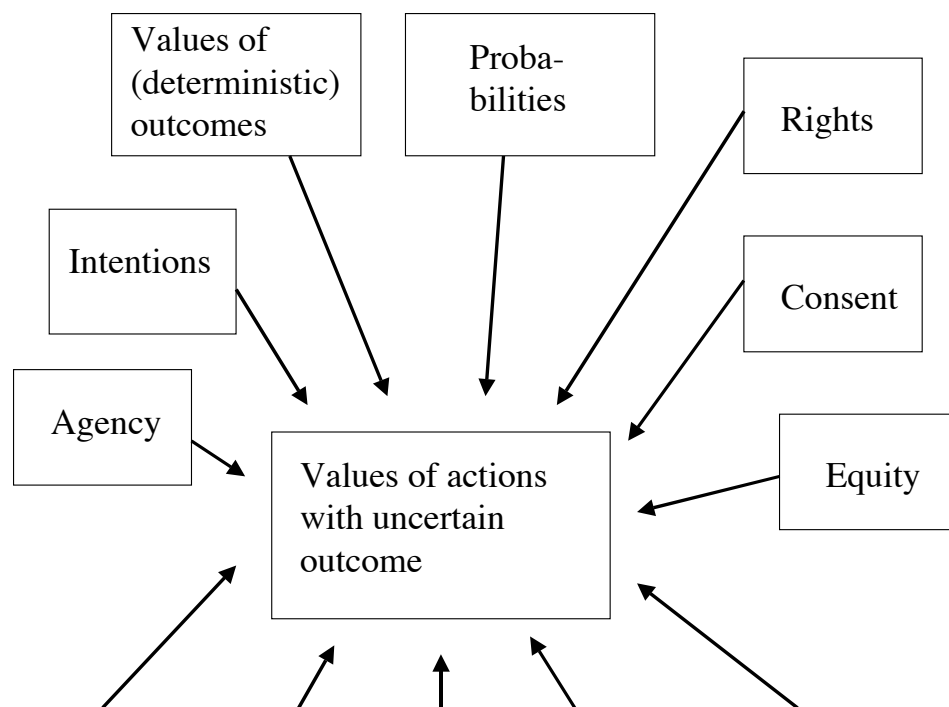 Values of
(deterministic)
outcomes
Proba-
bilities
Rights
Intentions
Consent
Agency
Values of actions
with uncertain
outcome
Equity